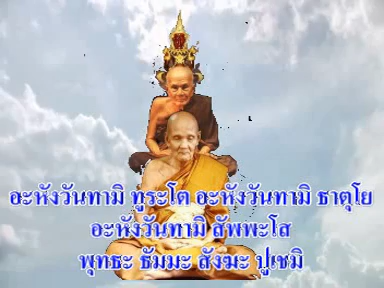 อะหังวันทามิ ทูระโต อะหังวันทามิ ธาตุโย
อะหังวันทามิ สัพพะโส
พุทธะ ธัมมะ สังฆะ ปูเชมิ